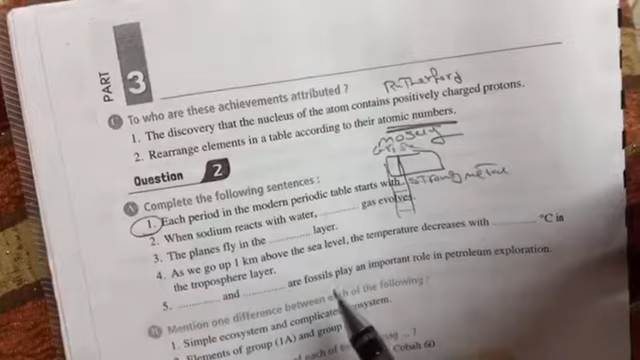 PART
3
C To who are these achievements attributed ?
RTherford
1. The discovery that the nucleus of the atom contains positively charged protons.
2. Rearrange elements in a table according to their atomic numbers.
Question 2
A Complete the following sentences :
1. Each period in the modern periodic table starts with
strong metal
2. When sodium reacts with water, ............ gas evolves.
3. The planes fly in the ............ layer.
4. As we go up 1 km above the sea level, the temperature decreases with ............ °C in
the troposphere layer.
5. ............ and ............ are fossils play an important role in petroleum exploration.
B Mention one difference between each of the following :
1. Simple ecosystem and complicated ecosystem.
2. Elements of group (1A) and group
Cobalt 60